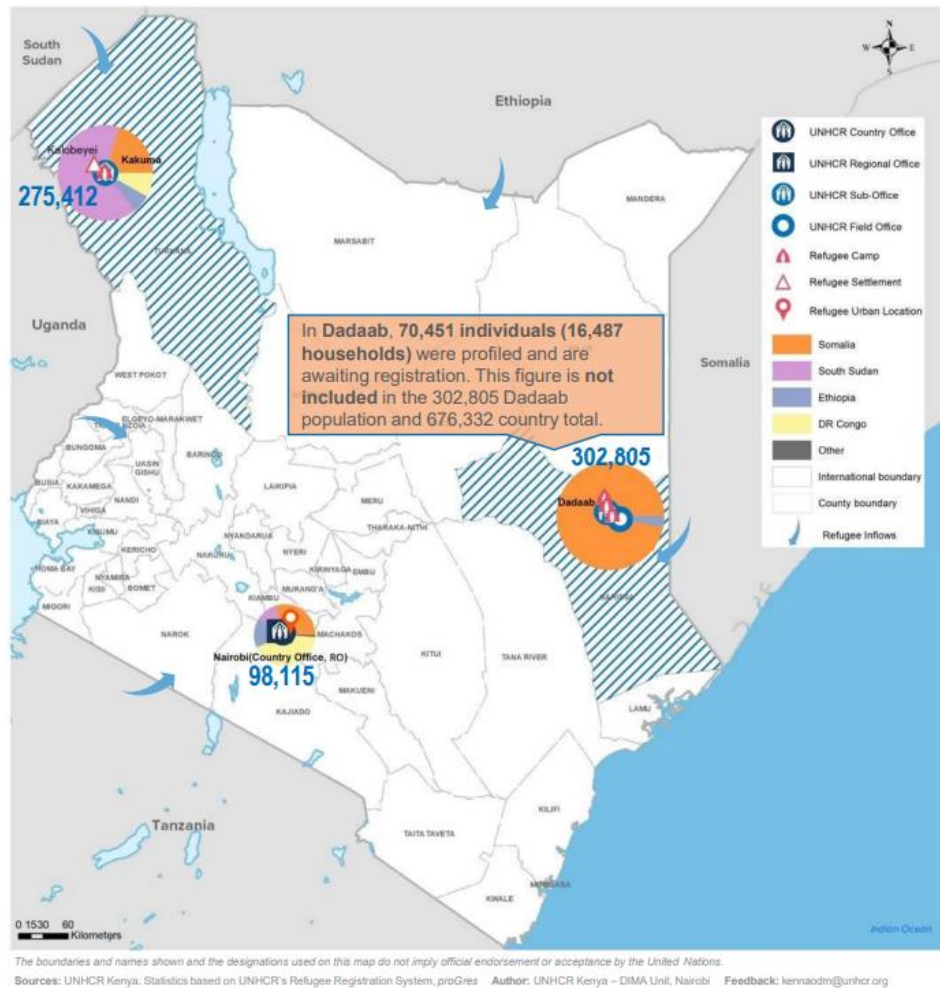 South
Sudan
Ethiopia
W
N
E
S
Kalobeyei
Kakuma
275,412
TURKANA
MARSABIT
MANDERA
UNHCR Country Office
UNHCR Regional Office
UNHCR Sub-Office
UNHCR Field Office
Refugee Camp
Refugee Settlement
Refugee Urban Location
Somalia
South Sudan
Ethiopia
DR Congo
Other
International boundary
County boundary
Refugee Inflows
Uganda
Somalia
In Dadaab, 70,451 individuals (16,487
households) were profiled and are
awaiting registration. This figure is not
included in the 302,805 Dadaab
population and 676,332 country total.
302,805
Dadaab
GARISSA
WEST POKOT
ELGEYO-MARAKWET
BUNGOMA
UASIN
GISHU
BARINGO
BUSIA
KAKAMEGA
NANDI
VIHIGA
SIAYA
KISUMU
LAIKIPIA
MERU
THARAKA-NITHI
NYANDARUA
NYERI
KERICHO
NAKURU
KIRINYAGA
EMBU
HOMA BAY
NYAMIRA
KISII
BOMET
MURANG'A
KIAMBU
MIGORI
NAROK
MACHAKOS
Nairobi(Country Office, RO)
98,115
KITUI
TANA RIVER
MAKUENI
KAJIADO
LAMU
Tanzania
KILIFI
TAITA TAVETA
MOMBASA
KWALE
0 1530 60
Kilometers
Indian Ocean
The boundaries and names shown and the designations used on this map do not imply official endorsement or acceptance by the United Nations.
Sources: UNHCR Kenya. Statistics based on UNHCR's Refugee Registration System, proGres Author: UNHCR Kenya – DIMA Unit, Nairobi Feedback: kennaodm@unhcr.org